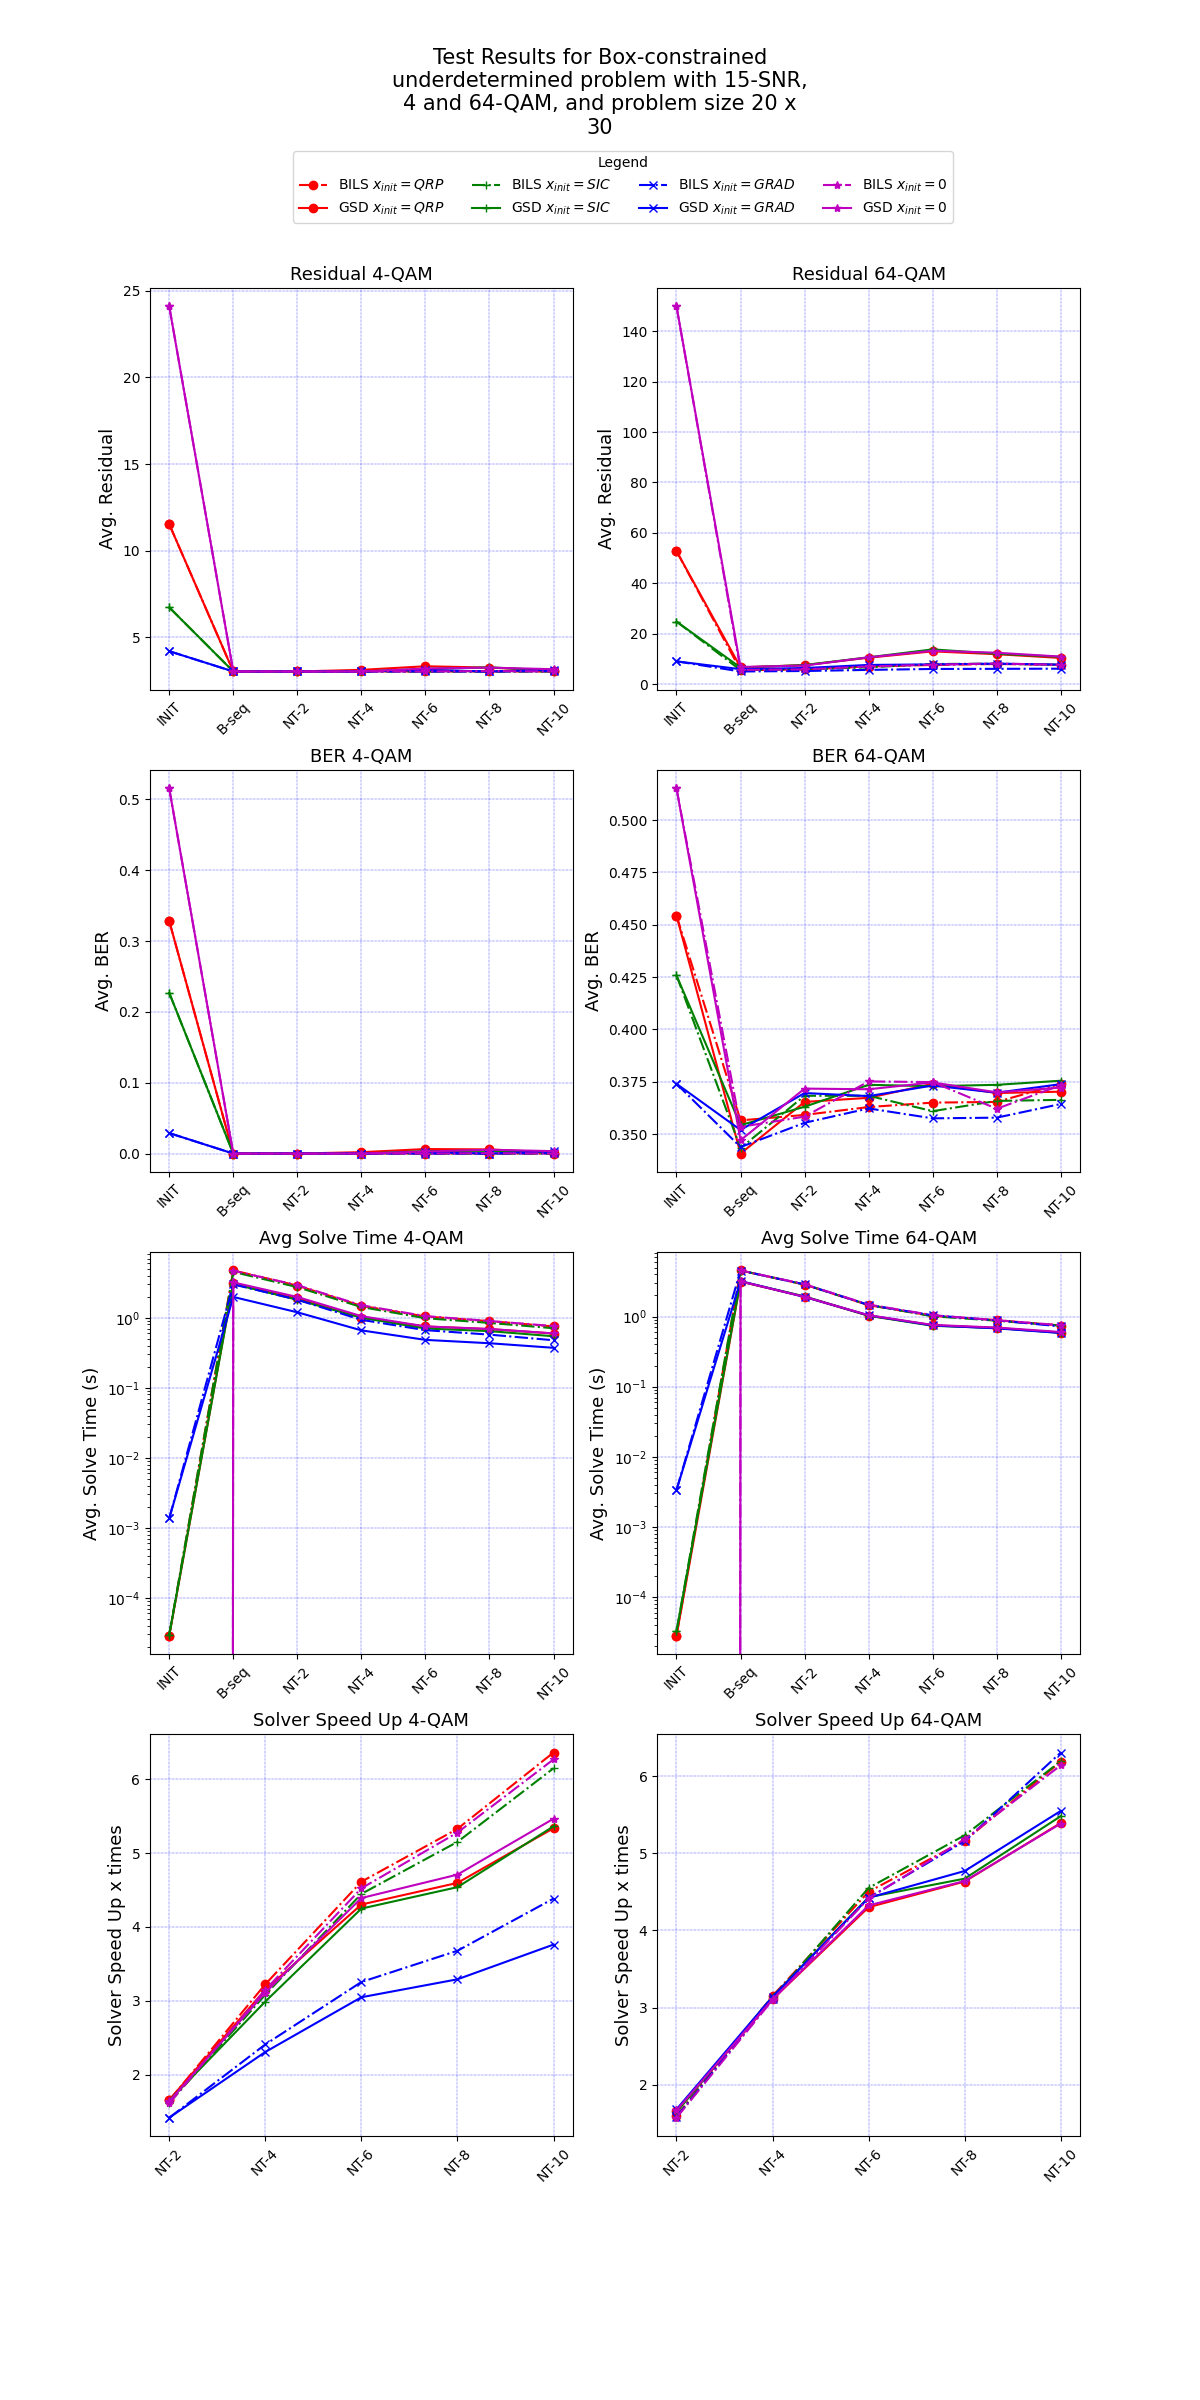 Test Results for Box-constrained
underdetermined problem with 15-SNR,
4 and 64-QAM, and problem size 20 x
30
Legend
BILS x_init = QRP
BILS x_init = SIC
BILS x_init = GRAD
BILS x_init = 0
GSD x_init = QRP
GSD x_init = SIC
GSD x_init = GRAD
GSD x_init = 0
Residual 4-QAM
Avg. Residual
25
20
15
10
5
INIT
B-seq
NT-2
NT-4
NT-6
NT-8
NT-10
Residual 64-QAM
Avg. Residual
140
120
100
80
60
40
20
0
INIT
B-seq
NT-2
NT-4
NT-6
NT-8
NT-10
BER 4-QAM
Avg. BER
0.5
0.4
0.3
0.2
0.1
0.0
INIT
B-seq
NT-2
NT-4
NT-6
NT-8
NT-10
BER 64-QAM
Avg. BER
0.500
0.475
0.450
0.425
0.400
0.375
0.350
INIT
B-seq
NT-2
NT-4
NT-6
NT-8
NT-10
Avg Solve Time 4-QAM
Avg. Solve Time (s)
10⁰
10⁻¹
10⁻²
10⁻³
10⁻⁴
INIT
B-seq
NT-2
NT-4
NT-6
NT-8
NT-10
Avg Solve Time 64-QAM
Avg. Solve Time (s)
10⁰
10⁻¹
10⁻²
10⁻³
10⁻⁴
INIT
B-seq
NT-2
NT-4
NT-6
NT-8
NT-10
Solver Speed Up 4-QAM
Solver Speed Up x times
6
5
4
3
2
NT-2
NT-4
NT-6
NT-8
NT-10
Solver Speed Up 64-QAM
Solver Speed Up x times
6
5
4
3
2
NT-2
NT-4
NT-6
NT-8
NT-10